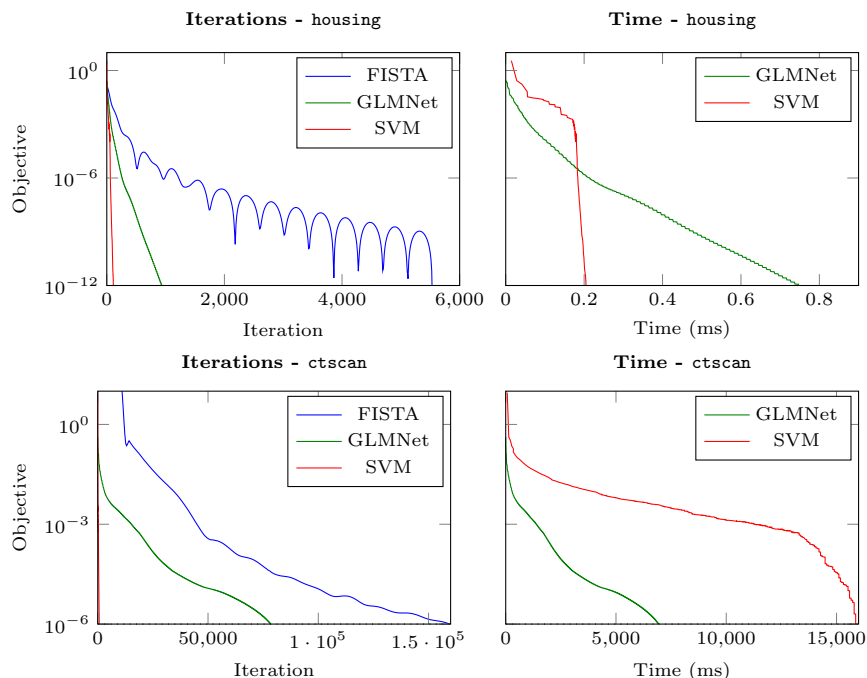 Iterations - housing
Time - housing
10^0
10^-6
10^-12
Objective
FISTA
GLMNet
SVM
0
2,000
4,000
6,000
Iteration
GLMNet
SVM
0
0.2
0.4
0.6
0.8
Time (ms)
Iterations - ctscan
Time - ctscan
10^0
10^-3
10^-6
Objective
FISTA
GLMNet
SVM
0
50,000
1 · 10^5
1.5 · 10^5
Iteration
GLMNet
SVM
0
5,000
10,000
15,000
Time (ms)